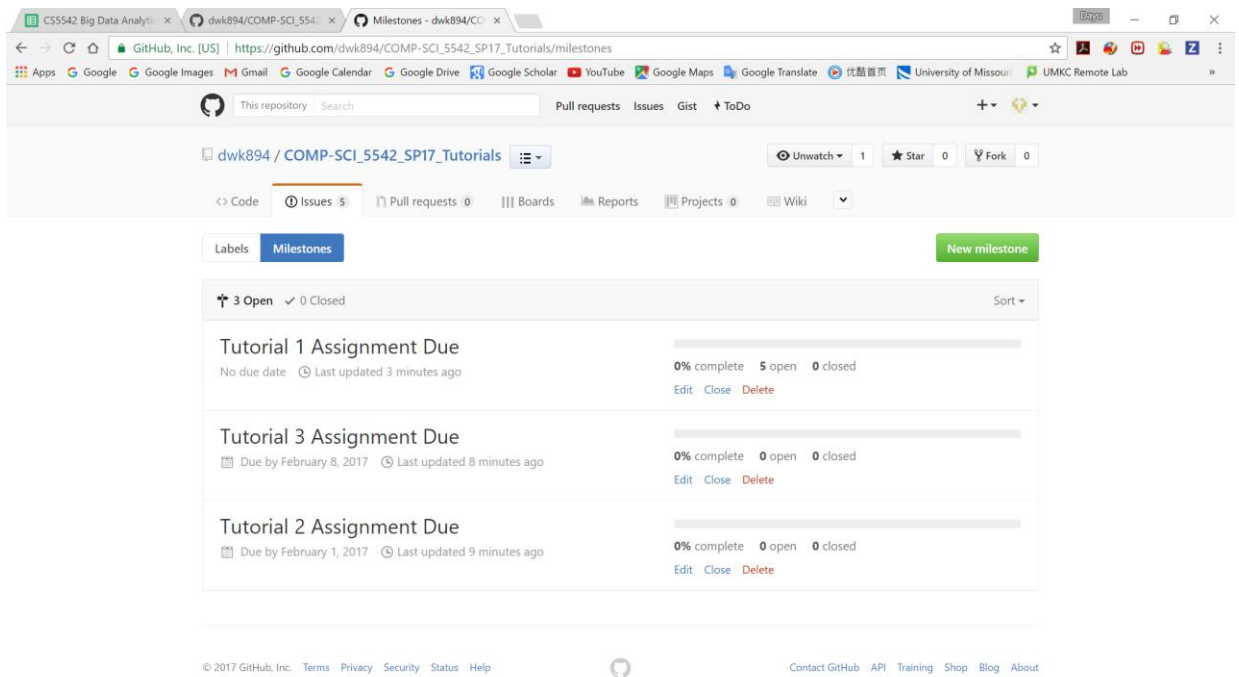 CS5542 Big Data Analyti
dwk894/COMP-SCI_5542
Milestones - dwk894/CO
Dayu
GitHub, Inc. [US] https://github.com/dwk894/COMP-SCI_5542_SP17_Tutorials/milestones
Apps Google Google Images Gmail Google Calendar Google Drive Google Scholar YouTube Google Maps Google Translate 优酷首页 University of Missouri UMKC Remote Lab »
This repository Search Pull requests Issues Gist ToDo
dwk894 / COMP-SCI_5542_SP17_Tutorials Unwatch 1 Star 0 Fork 0
Code Issues 5 Pull requests 0 Boards Reports Projects 0 Wiki
Labels Milestones New milestone
3 Open 0 Closed Sort
Tutorial 1 Assignment Due
No due date Last updated 3 minutes ago
0% complete 5 open 0 closed
Edit Close Delete
Tutorial 3 Assignment Due
Due by February 8, 2017 Last updated 8 minutes ago
0% complete 0 open 0 closed
Edit Close Delete
Tutorial 2 Assignment Due
Due by February 1, 2017 Last updated 9 minutes ago
0% complete 0 open 0 closed
Edit Close Delete
© 2017 GitHub, Inc. Terms Privacy Security Status Help Contact GitHub API Training Shop Blog About